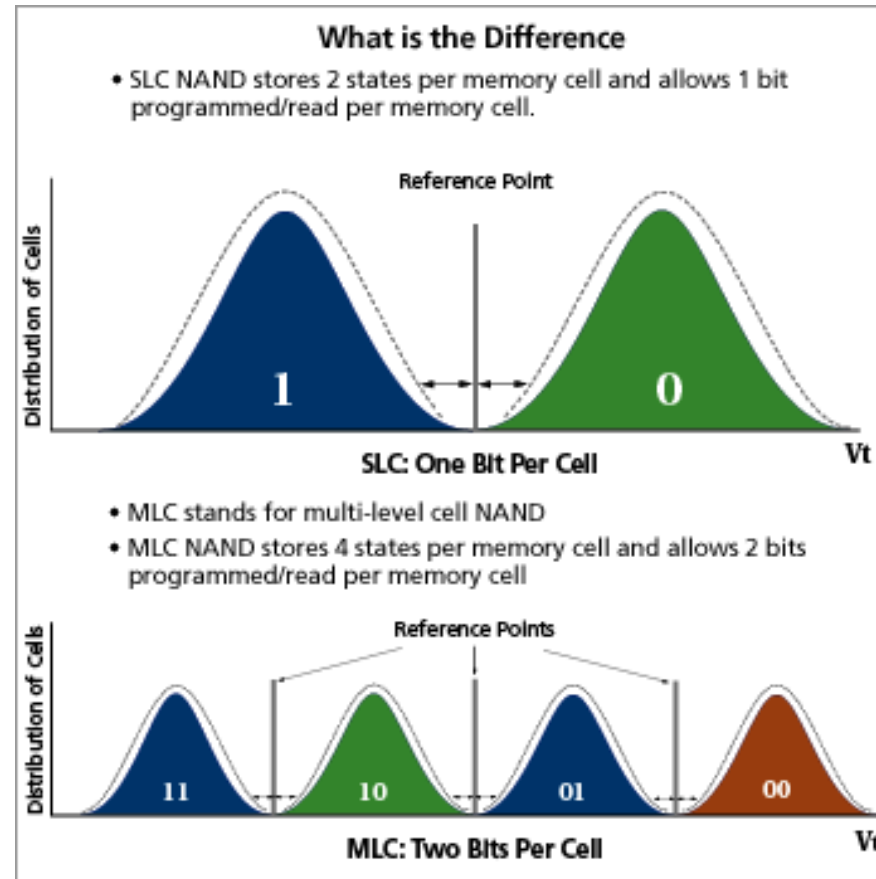 What is the Difference
• SLC NAND stores 2 states per memory cell and allows 1 bit
programmed/read per memory cell.
Reference Point
Distribution of Cells
1
0
Vt
SLC: One Bit Per Cell
• MLC stands for multi-level cell NAND
• MLC NAND stores 4 states per memory cell and allows 2 bits
programmed/read per memory cell
Reference Points
Distribution of Cells
11
10
01
00
Vt
MLC: Two Bits Per Cell